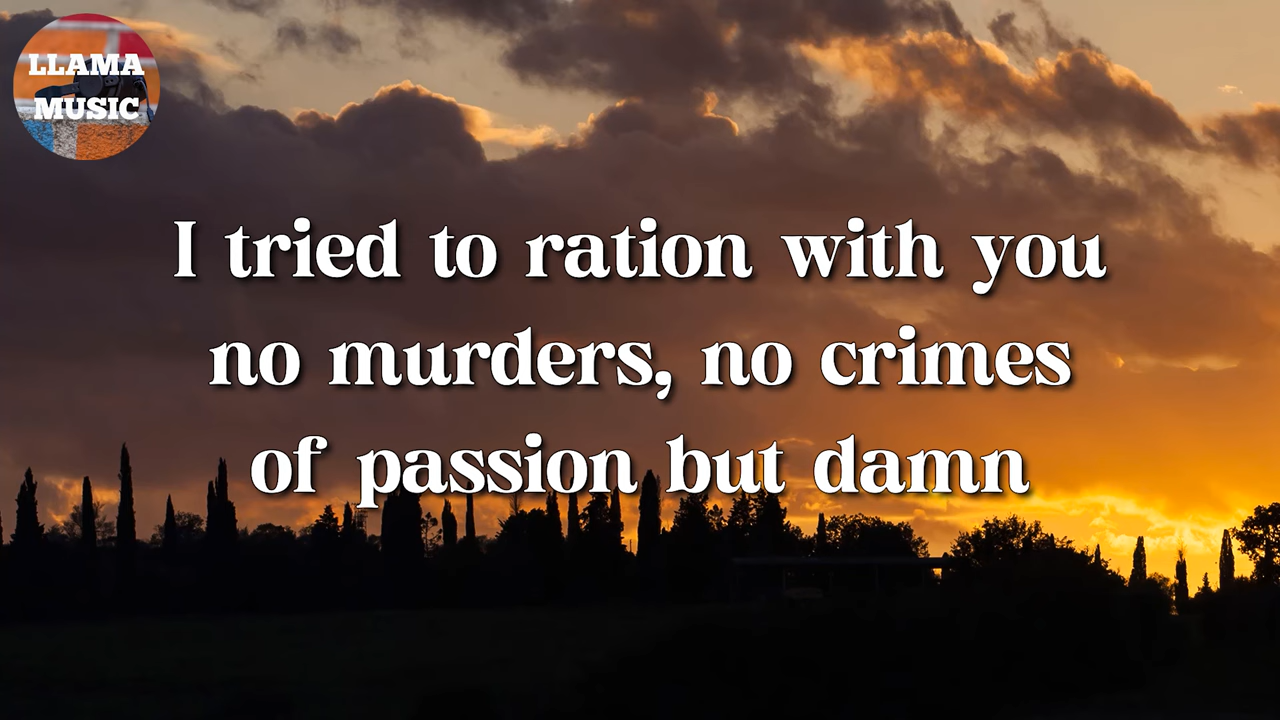 LLAMA
MUSIC
I tried to ration with you
no murders, no crimes
of passion but damn